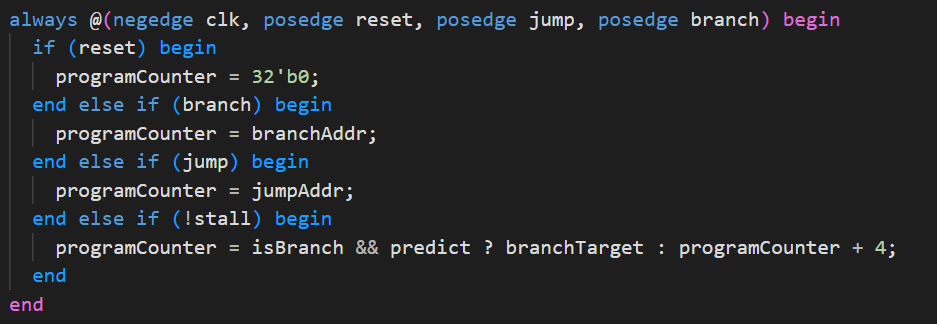 always @(negedge clk, posedge reset, posedge jump, posedge branch) begin
  if (reset) begin
    programCounter = 32'b0;
  end else if (branch) begin
    programCounter = branchAddr;
  end else if (jump) begin
    programCounter = jumpAddr;
  end else if (!stall) begin
    programCounter = isBranch && predict ? branchTarget : programCounter + 4;
  end
end